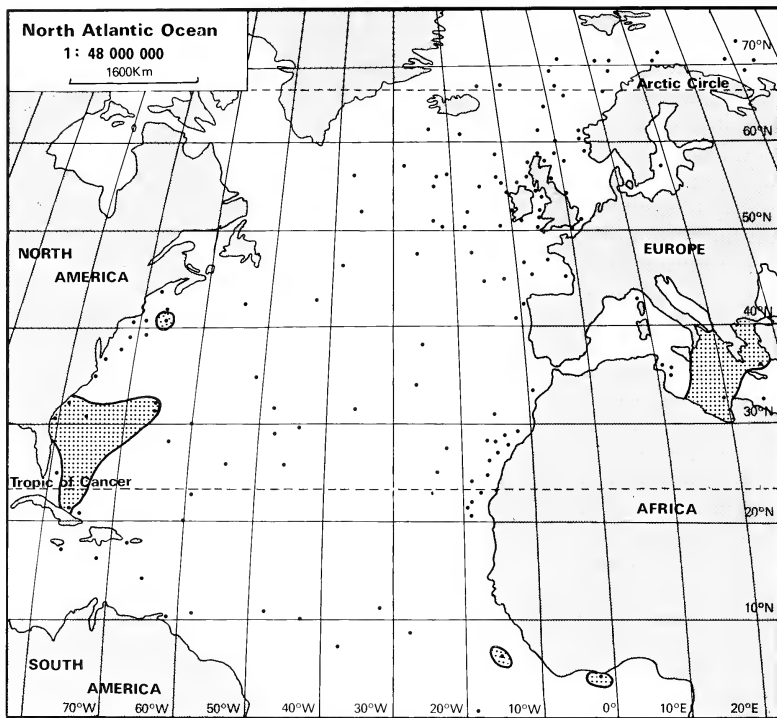 North Atlantic Ocean
1: 48 000 000
1600Km
70°N
Arctic Circle
60°N
50°N
NORTH
AMERICA
EUROPE
40°N
30°N
Tropic of Cancer
AFRICA
20°N
10°N
SOUTH
AMERICA
70°W
60°W
50°W
40°W
30°W
20°W
10°W
0°
10°E
20°E